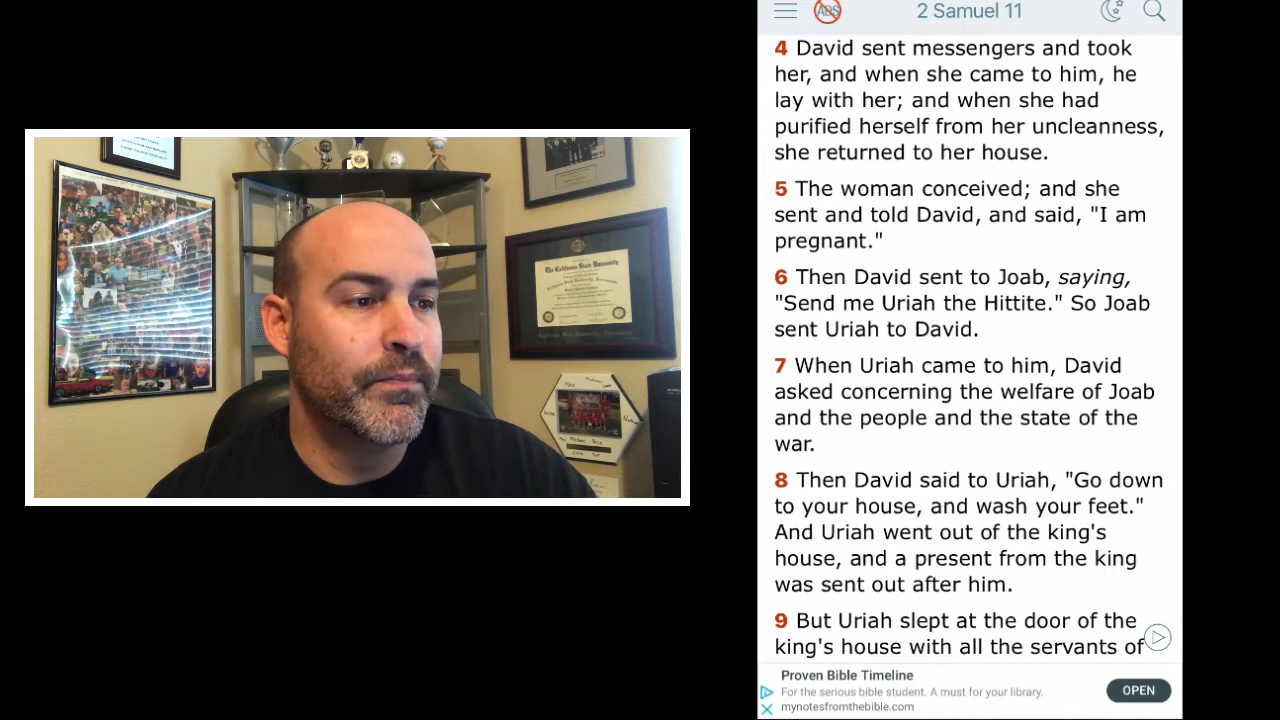 The California State University
ADS
2 Samuel 11
4 David sent messengers and took
her, and when she came to him, he
lay with her; and when she had
purified herself from her uncleanness,
she returned to her house.
5 The woman conceived; and she
sent and told David, and said, "I am
pregnant."
6 Then David sent to Joab, saying,
"Send me Uriah the Hittite." So Joab
sent Uriah to David.
7 When Uriah came to him, David
asked concerning the welfare of Joab
and the people and the state of the
war.
8 Then David said to Uriah, "Go down
to your house, and wash your feet."
And Uriah went out of the king's
house, and a present from the king
was sent out after him.
9 But Uriah slept at the door of the
king's house with all the servants of
Proven Bible Timeline
For the serious bible student. A must for your library.
mynotesfromthebible.com
OPEN